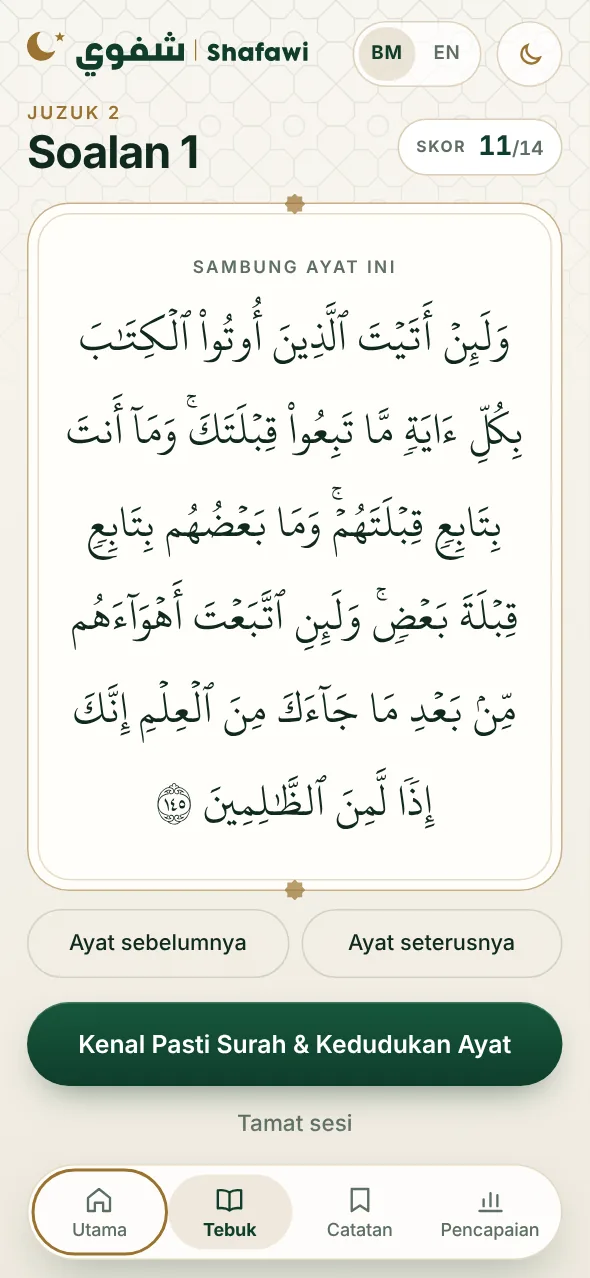 شفوي | Shafawi
BM EN
JUZUK 2
Soalan 1
SKOR 11/14
SAMBUNG AYAT INI
وَلَئِنْ أَتَيْتَ ٱلَّذِينَ أُوتُوا۟ ٱلْكِتَـٰبَ
بِكُلِّ ءَايَةٍ مَّا تَبِعُوا۟ قِبْلَتَكَ ۚ وَمَآ أَنتَ
بِتَابِعٍ قِبْلَتَهُمْ ۚ وَمَا بَعْضُهُم بِتَابِعٍ
قِبْلَةَ بَعْضٍ ۚ وَلَئِنِ ٱتَّبَعْتَ أَهْوَآءَهُم
مِّنۢ بَعْدِ مَا جَآءَكَ مِنَ ٱلْعِلْمِ إِنَّكَ
إِذًا لَّمِنَ ٱلظَّـٰلِمِينَ ١٤٥
Ayat sebelumnya
Ayat seterusnya
Kenal Pasti Surah & Kedudukan Ayat
Tamat sesi
Utama
Tebuk
Catatan
Pencapaian